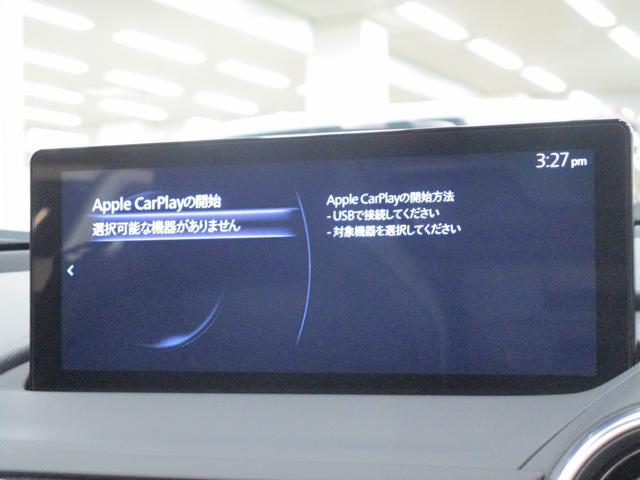 3:27 pm
Apple CarPlayの開始
選択可能な機器がありません
Apple CarPlayの開始方法
- USBで接続してください
- 対象機器を選択してください